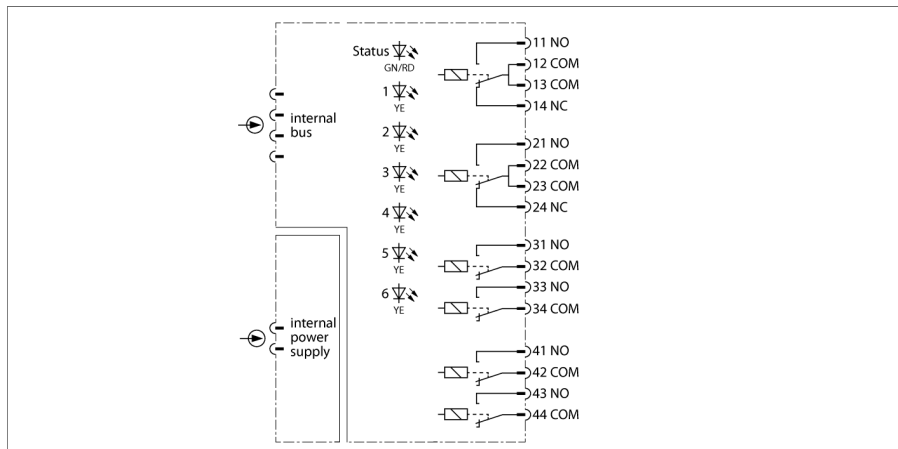 Status
GN/RD
1
YE
2
YE
3
YE
4
YE
5
YE
6
YE
internal
bus
internal
power
supply
11 NO
12 COM
13 COM
14 NC
21 NO
22 COM
23 COM
24 NC
31 NO
32 COM
33 NO
34 COM
41 NO
42 COM
43 NO
44 COM